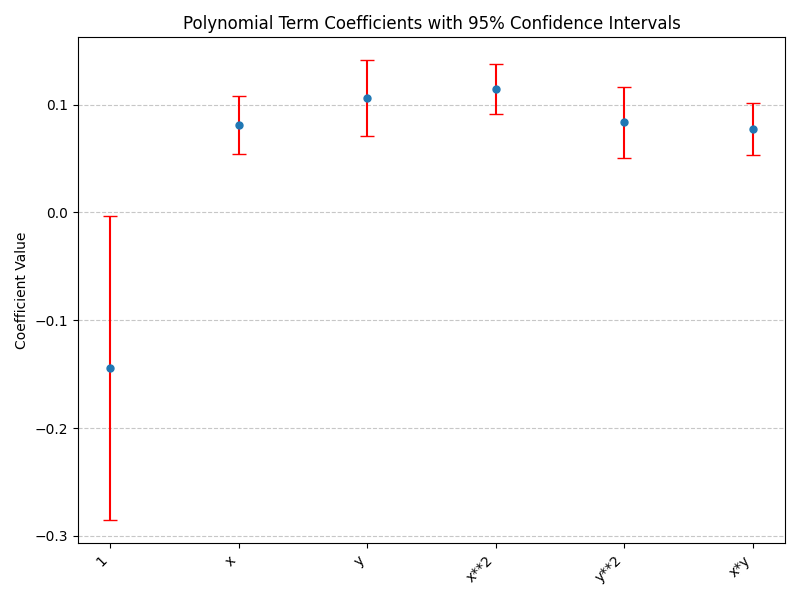 Polynomial Term Coefficients with 95% Confidence Intervals
Coefficient Value
0.1
0.0
−0.1
−0.2
−0.3
1
x
y
x**2
y**2
x*y